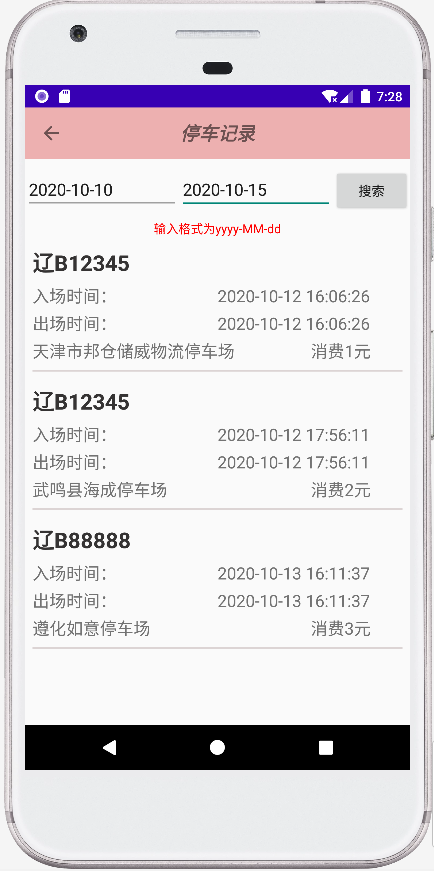 7:28
停车记录
2020-10-10 2020-10-15 搜索
输入格式为yyyy-MM-dd
辽B12345
入场时间: 2020-10-12 16:06:26
出场时间: 2020-10-12 16:06:26
天津市邦仓储威物流停车场 消费1元
辽B12345
入场时间: 2020-10-12 17:56:11
出场时间: 2020-10-12 17:56:11
武鸣县海成停车场 消费2元
辽B88888
入场时间: 2020-10-13 16:11:37
出场时间: 2020-10-13 16:11:37
遵化如意停车场 消费3元